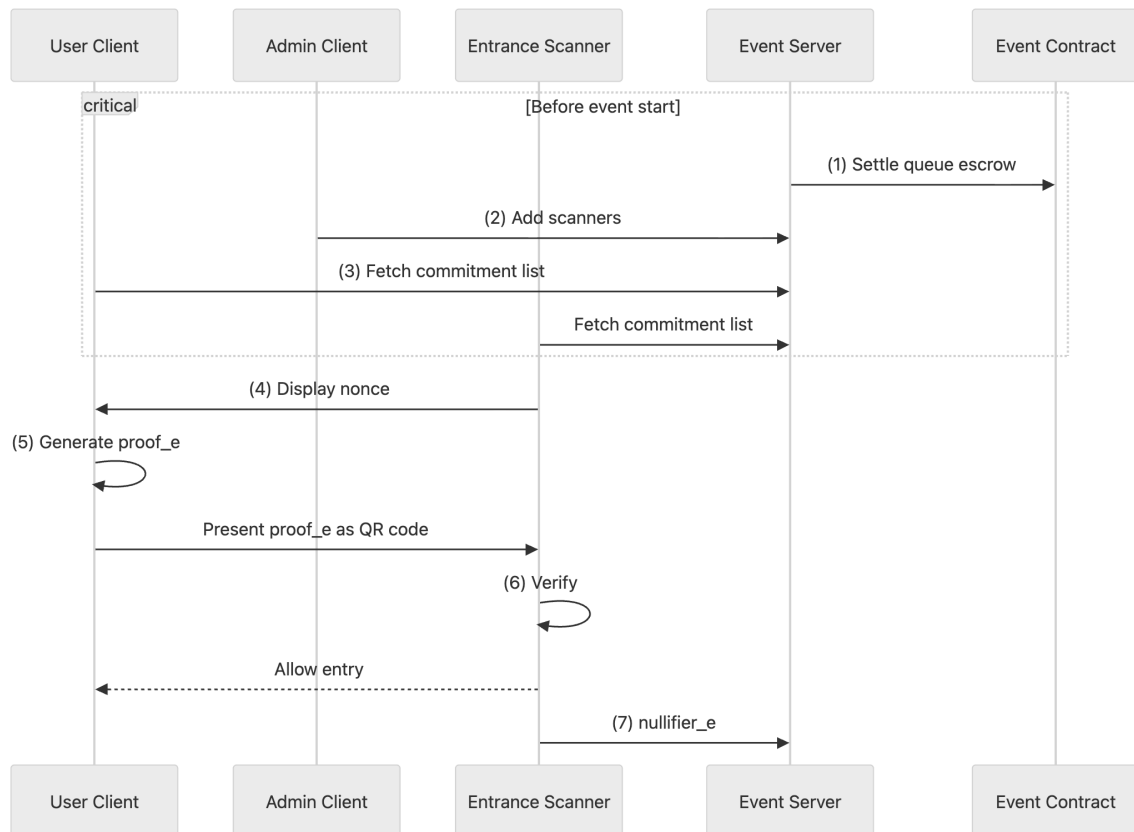 User Client
Admin Client
Entrance Scanner
Event Server
Event Contract
critical
[Before event start]
(1) Settle queue escrow
(2) Add scanners
(3) Fetch commitment list
Fetch commitment list
(4) Display nonce
(5) Generate proof_e
Present proof_e as QR code
(6) Verify
Allow entry
(7) nullifier_e
User Client
Admin Client
Entrance Scanner
Event Server
Event Contract